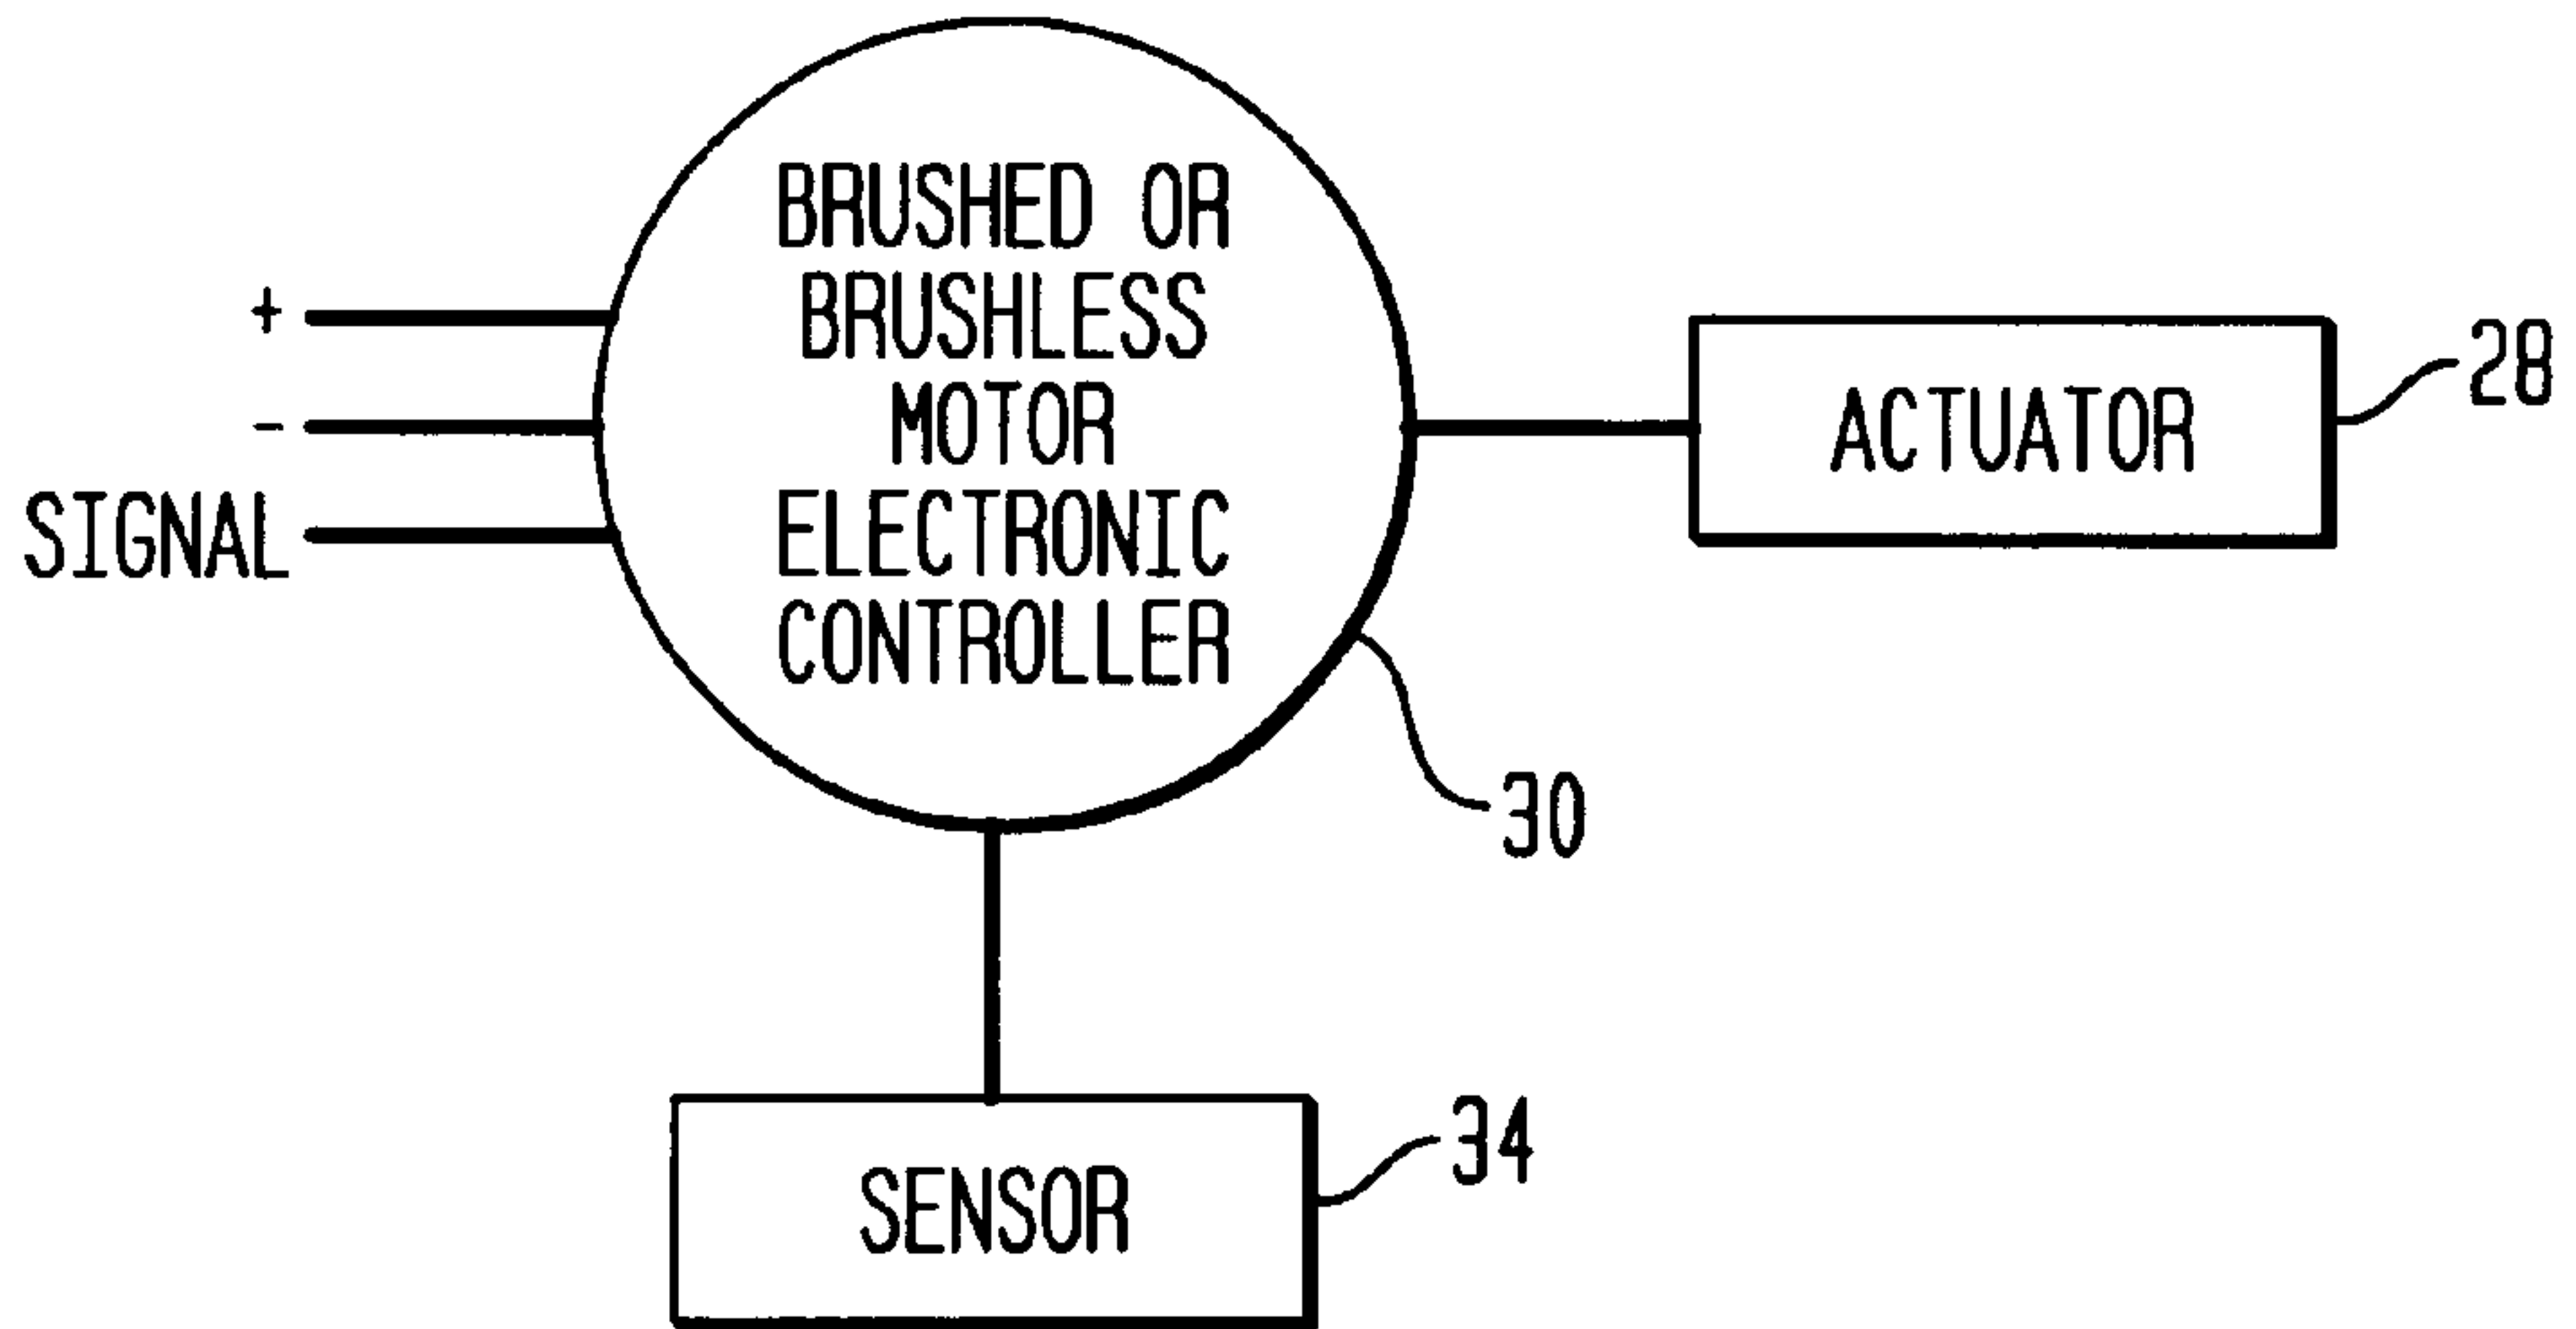 BRUSHED OR
BRUSHLESS
MOTOR
ELECTRONIC
CONTROLLER
+
-
SIGNAL
ACTUATOR
28
30
SENSOR
34